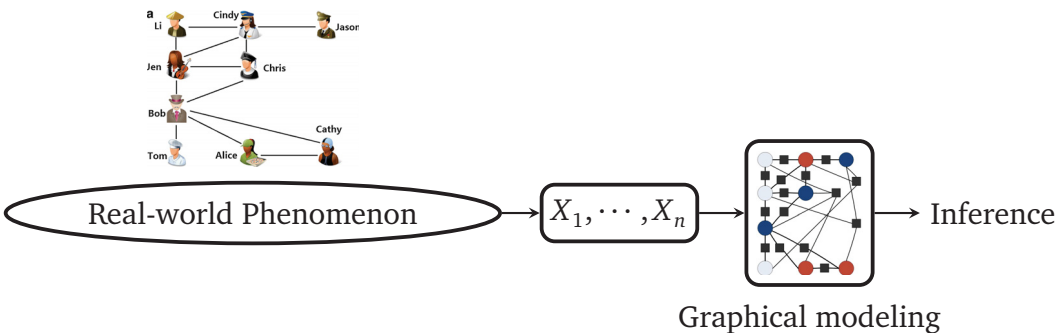 a
Li
Cindy
Jason
Jen
Chris
Bob
Cathy
Tom
Alice
Real-world Phenomenon
X₁, ⋯ , Xₙ
Inference
Graphical modeling